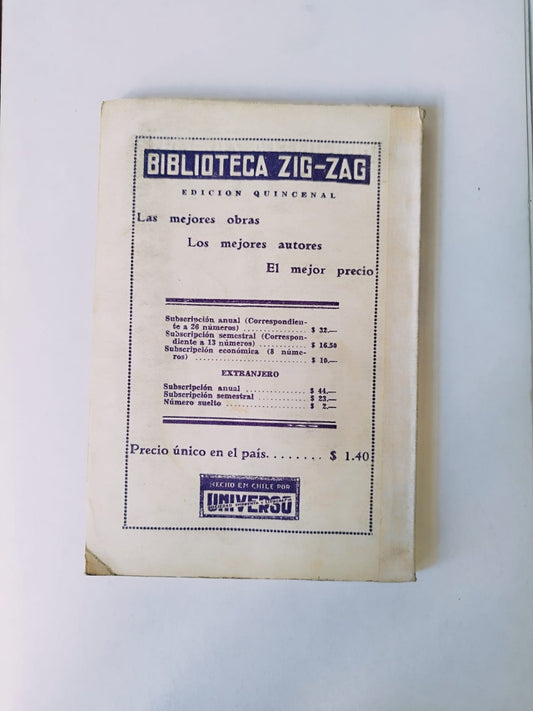 BIBLIOTECA ZIG-ZAG
EDICION QUINCENAL
Las mejores obras
Los mejores autores
El mejor precio
Subscripción anual (Correspondien-
te a 26 números) .................. $ 32.—
Subscripción semestral (Correspon-
diente a 13 números) ............. $ 16.50
Subscripción económica (8 núme-
ros) .............................. $ 10.—
EXTRANJERO
Subscripción anual ................ $ 44.—
Subscripción semestral ............ $ 23.—
Número suelto ..................... $ 2.—
Precio único en el país........ $ 1.40
HECHO EN CHILE POR
UNIVERSO